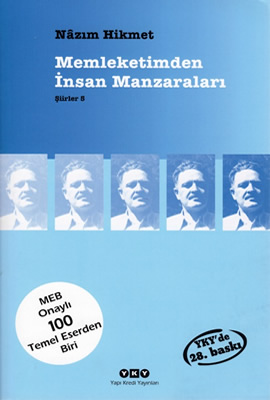 Nâzım Hikmet
Memleketimden
İnsan Manzaraları
Şiirler 5
MEB
Onaylı
100
Temel Eserden
Biri
YKY'de
28. baskı
YKY
Yapı Kredi Yayınları